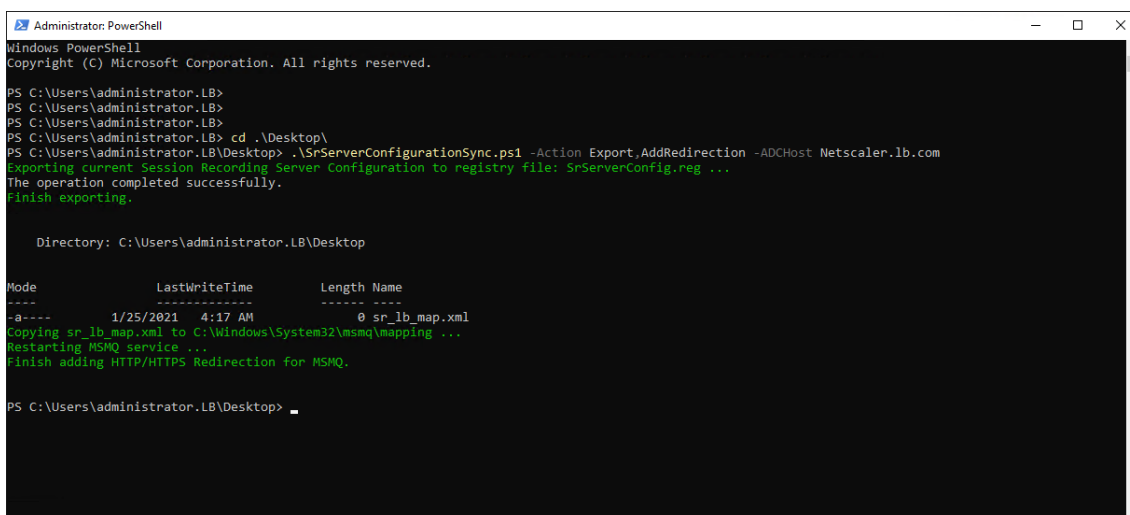 Administrator: PowerShell
Windows PowerShell
Copyright (C) Microsoft Corporation. All rights reserved.
PS C:\Users\administrator.LB>
PS C:\Users\administrator.LB>
PS C:\Users\administrator.LB>
PS C:\Users\administrator.LB> cd .\Desktop\
PS C:\Users\administrator.LB\Desktop> .\SrServerConfigurationSync.ps1 -Action Export,AddRedirection -ADCHost Netscaler.lb.com
Exporting current Session Recording Server Configuration to registry file: SrServerConfig.reg ...
The operation completed successfully.
Finish exporting.
    Directory: C:\Users\administrator.LB\Desktop
Mode                 LastWriteTime         Length Name
----                 -------------         ------ ----
-a----         1/25/2021   4:17 AM              0 sr_lb_map.xml
Copying sr_lb_map.xml to C:\Windows\System32\msmq\mapping ...
Restarting MSMQ service ...
Finish adding HTTP/HTTPS Redirection for MSMQ.
PS C:\Users\administrator.LB\Desktop>